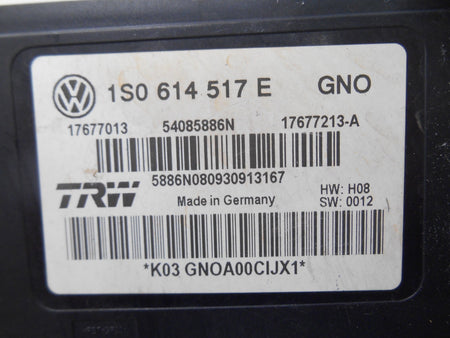 1S0 614 517 E GNO
17677013 54085886N 17677213-A
5886N080930913167
TRW Made in Germany HW: H08
SW: 0012
*K03 GNOA00CIJX1*